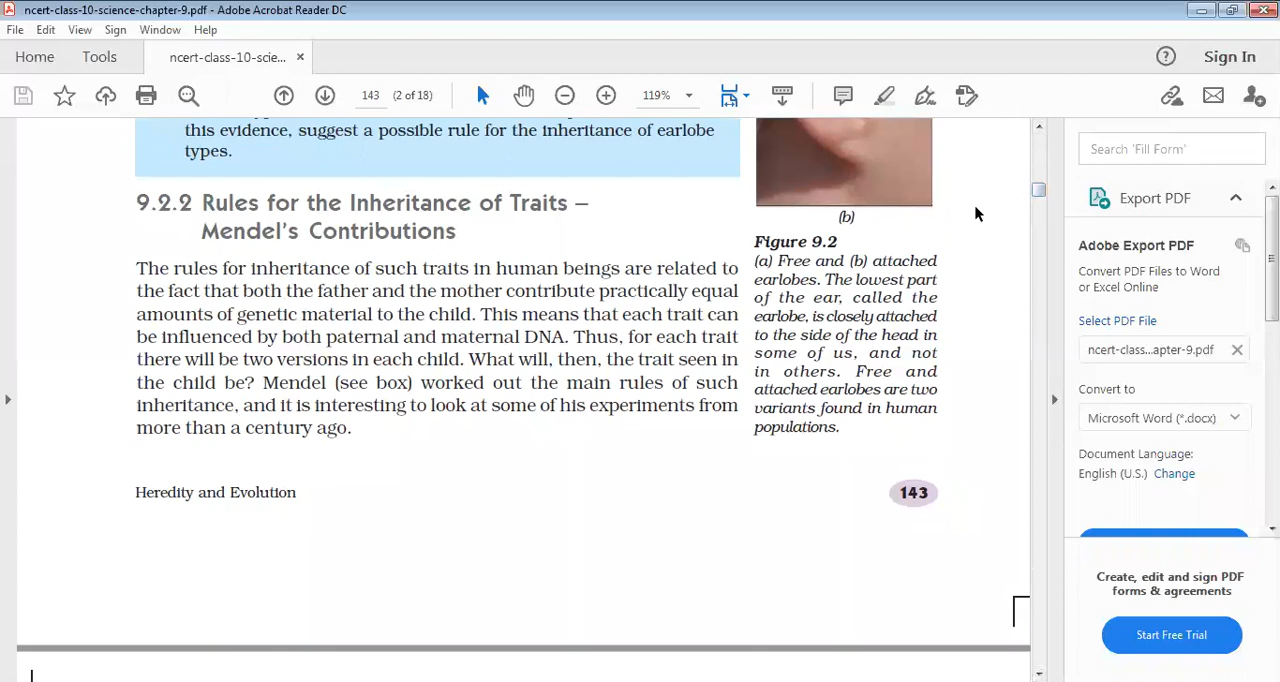 ncert-class-10-science-chapter-9.pdf - Adobe Acrobat Reader DC
File Edit View Sign Window Help
Home Tools ncert-class-10-scie... × Sign In
143 (2 of 18) 119%
this evidence, suggest a possible rule for the inheritance of earlobe
types.
9.2.2 Rules for the Inheritance of Traits –
Mendel's Contributions
The rules for inheritance of such traits in human beings are related to
the fact that both the father and the mother contribute practically equal
amounts of genetic material to the child. This means that each trait can
be influenced by both paternal and maternal DNA. Thus, for each trait
there will be two versions in each child. What will, then, the trait seen in
the child be? Mendel (see box) worked out the main rules of such
inheritance, and it is interesting to look at some of his experiments from
more than a century ago.
(b)
Figure 9.2
(a) Free and (b) attached
earlobes. The lowest part
of the ear, called the
earlobe, is closely attached
to the side of the head in
some of us, and not
in others. Free and
attached earlobes are two
variants found in human
populations.
Heredity and Evolution
143
Search 'Fill Form'
Export PDF
Adobe Export PDF
Convert PDF Files to Word
or Excel Online
Select PDF File
ncert-class...apter-9.pdf
Convert to
Microsoft Word (*.docx)
Document Language:
English (U.S.) Change
Create, edit and sign PDF
forms & agreements
Start Free Trial